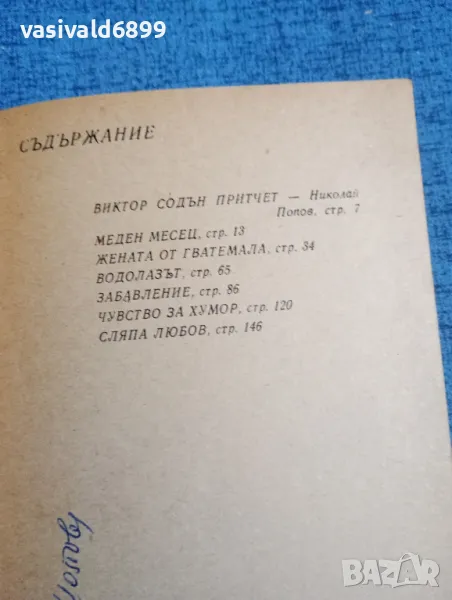 vasivald6899
СЪДЪРЖАНИЕ
ВИКТОР СОДЪН ПРИТЧЕТ — Николай
Попов, стр. 7
МЕДЕН МЕСЕЦ, стр. 13
ЖЕНАТА ОТ ГВАТЕМАЛА, стр. 34
ВОДОЛАЗЪТ, стр. 65
ЗАБАВЛЕНИЕ, стр. 86
ЧУВСТВО ЗА ХУМОР, стр. 120
СЛЯПА ЛЮБОВ, стр. 146
BAZAR